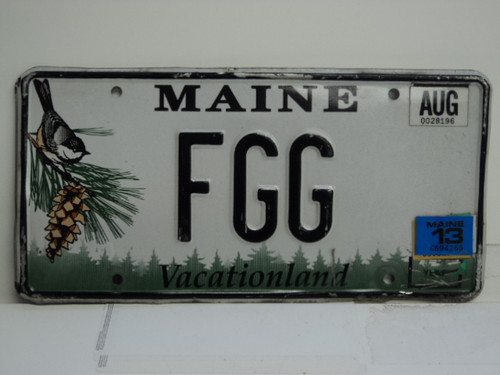 MAINE
AUG
0028196
FGG
MAINE
13
Vacationland